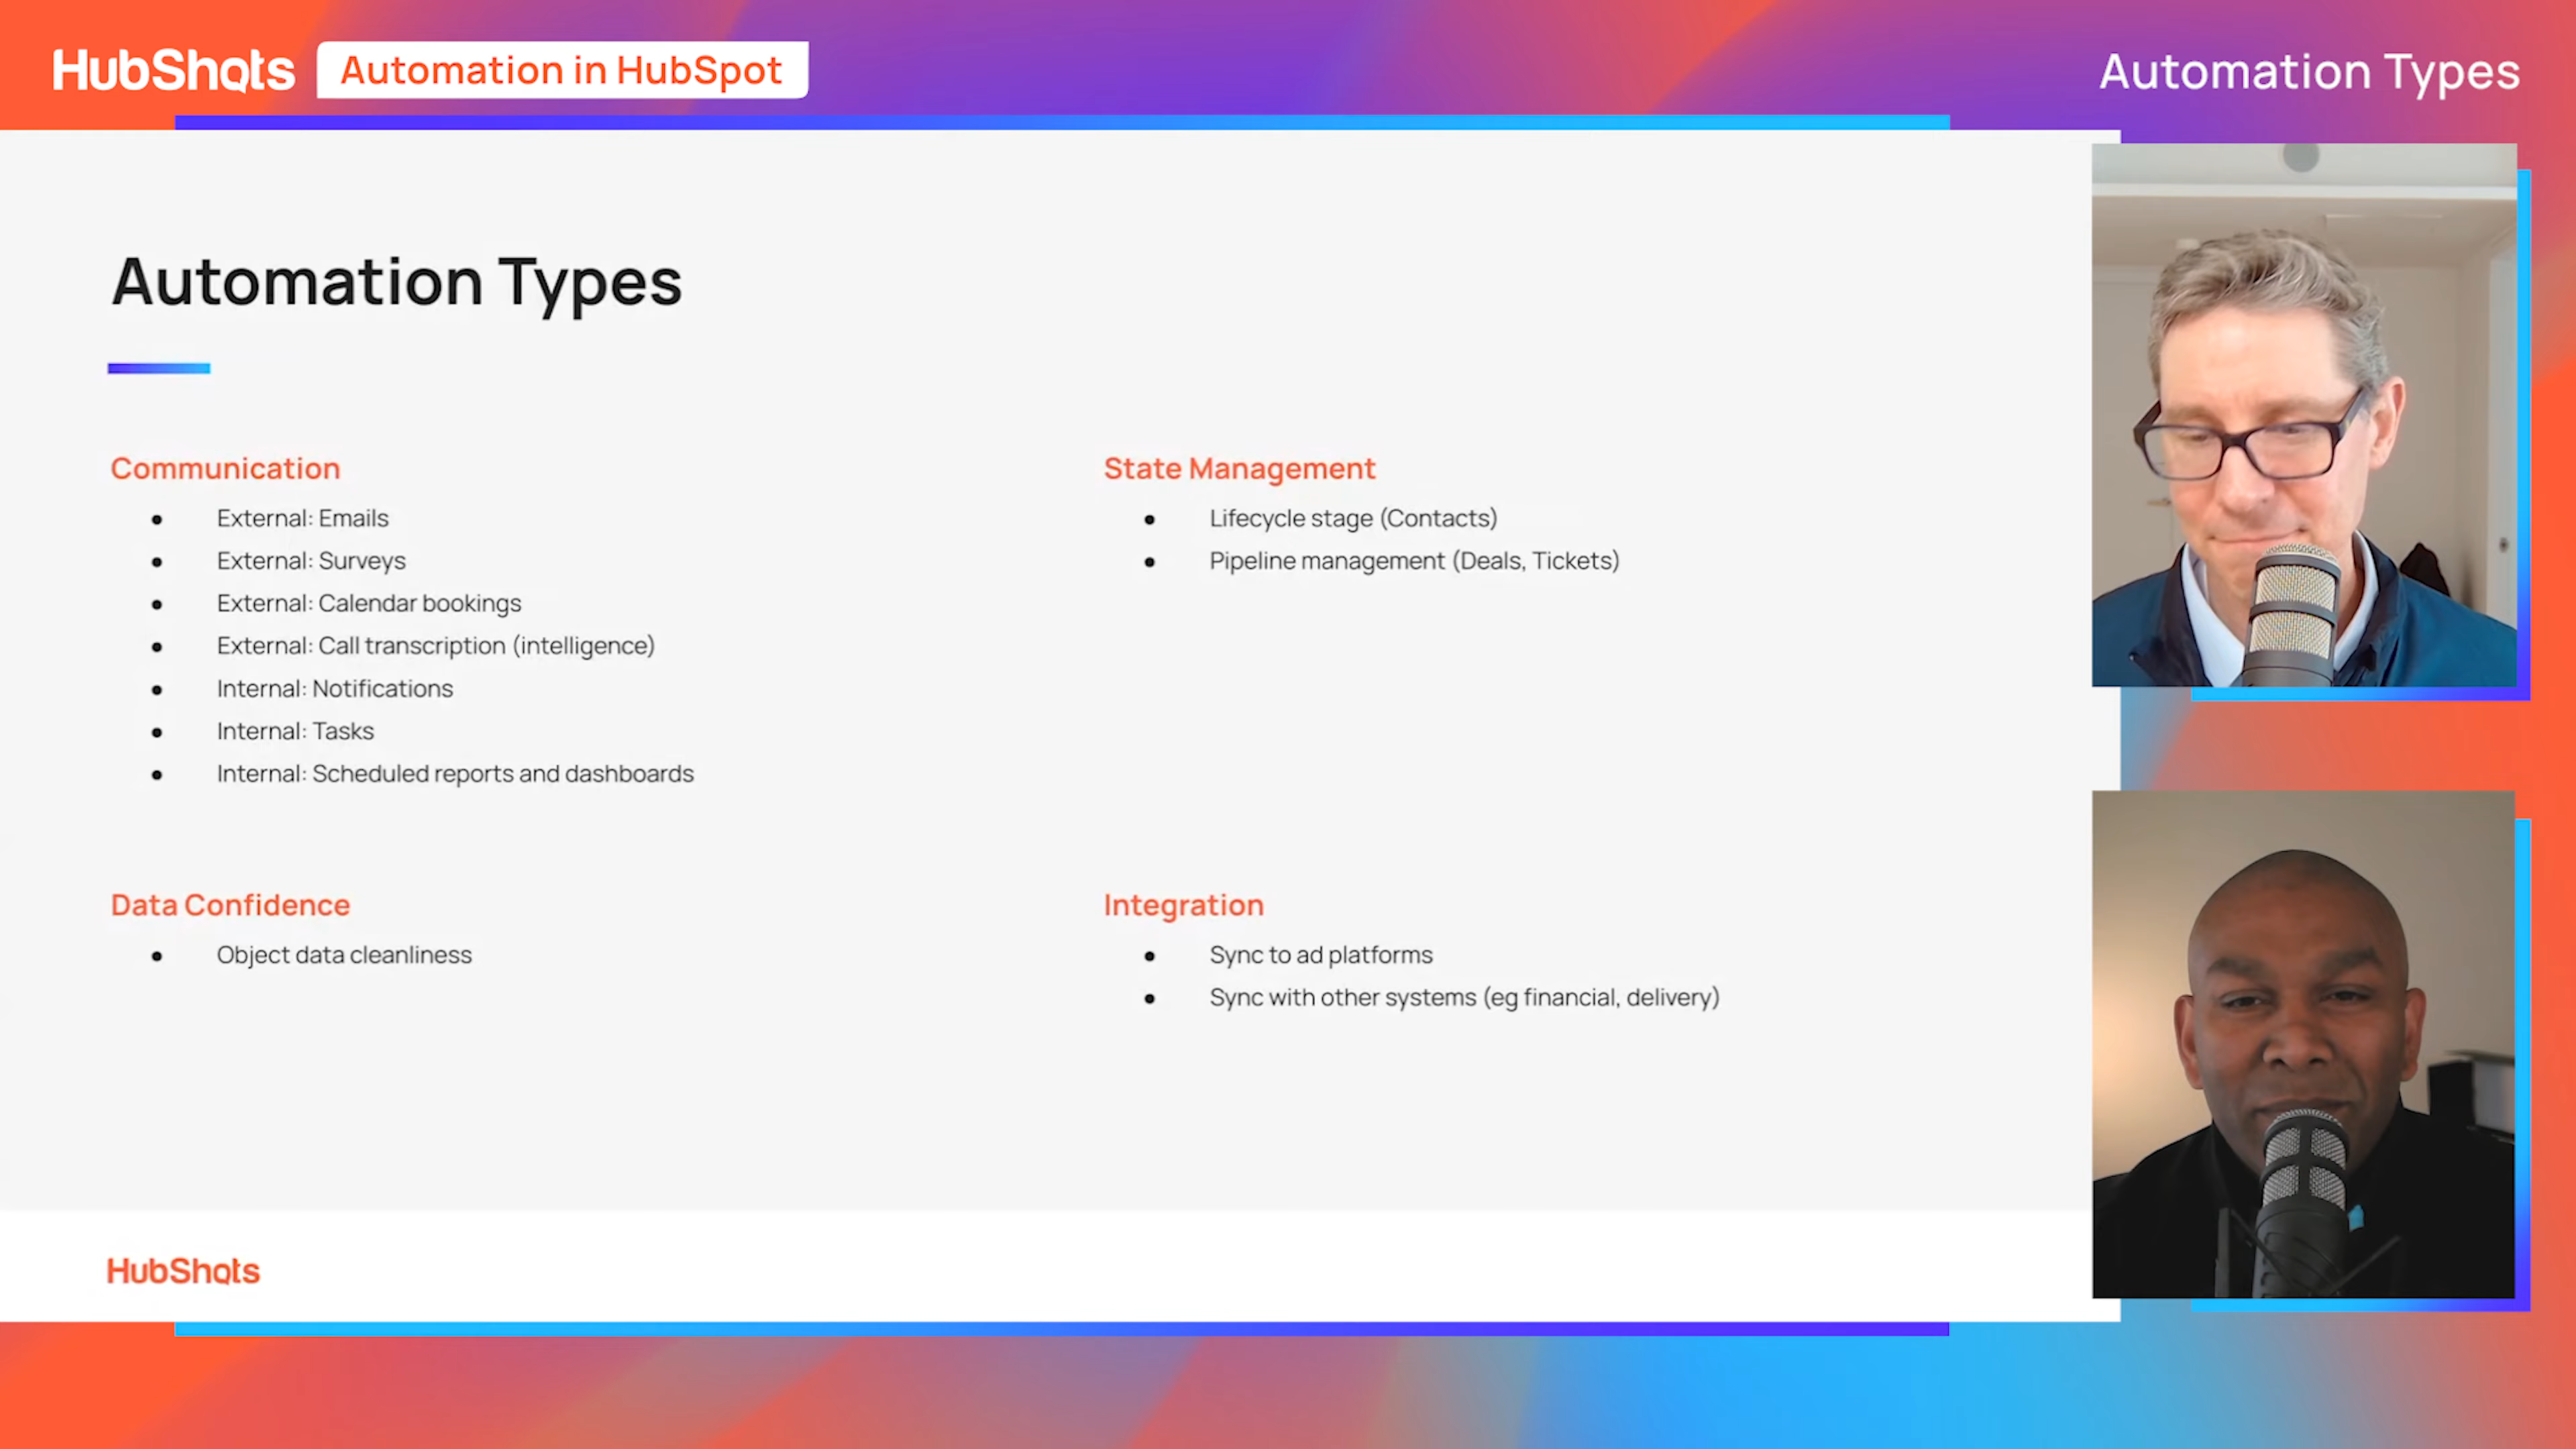 HubShots
Automation in HubSpot
Automation Types
Automation Types
Communication
External: Emails
External: Surveys
External: Calendar bookings
External: Call transcription (intelligence)
Internal: Notifications
Internal: Tasks
Internal: Scheduled reports and dashboards
State Management
Lifecycle stage (Contacts)
Pipeline management (Deals, Tickets)
Data Confidence
Object data cleanliness
Integration
Sync to ad platforms
Sync with other systems (eg financial, delivery)
HubShots